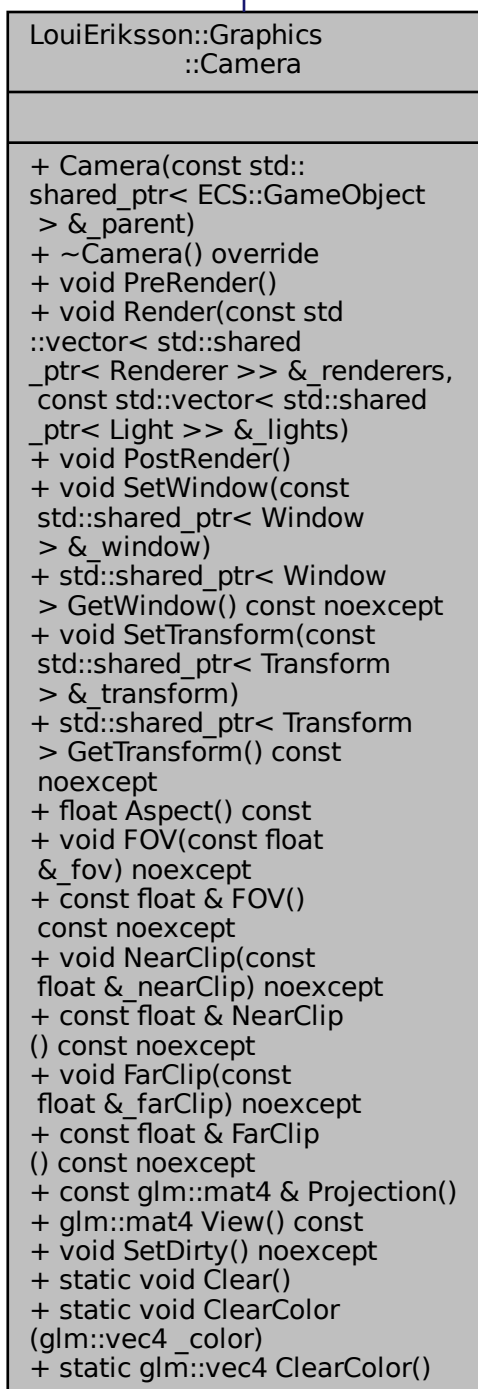 LouiEriksson::Graphics
::Camera
+ Camera(const std::
shared_ptr< ECS::GameObject
> &_parent)
+ ~Camera() override
+ void PreRender()
+ void Render(const std
::vector< std::shared
_ptr< Renderer >> &_renderers,
const std::vector< std::shared
_ptr< Light >> &_lights)
+ void PostRender()
+ void SetWindow(const
std::shared_ptr< Window
> &_window)
+ std::shared_ptr< Window
> GetWindow() const noexcept
+ void SetTransform(const
std::shared_ptr< Transform
> &_transform)
+ std::shared_ptr< Transform
> GetTransform() const
noexcept
+ float Aspect() const
+ void FOV(const float
&_fov) noexcept
+ const float & FOV()
const noexcept
+ void NearClip(const
float &_nearClip) noexcept
+ const float & NearClip
() const noexcept
+ void FarClip(const
float &_farClip) noexcept
+ const float & FarClip
() const noexcept
+ const glm::mat4 & Projection()
+ glm::mat4 View() const
+ void SetDirty() noexcept
+ static void Clear()
+ static void ClearColor
(glm::vec4 _color)
+ static glm::vec4 ClearColor()